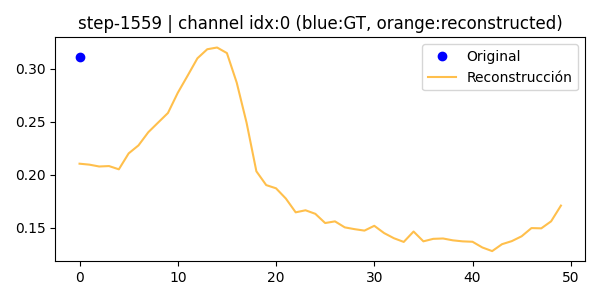 step-1559 | channel idx:0 (blue:GT, orange:reconstructed)
Original
Reconstrucción
0.30
0.25
0.20
0.15
0 10 20 30 40 50